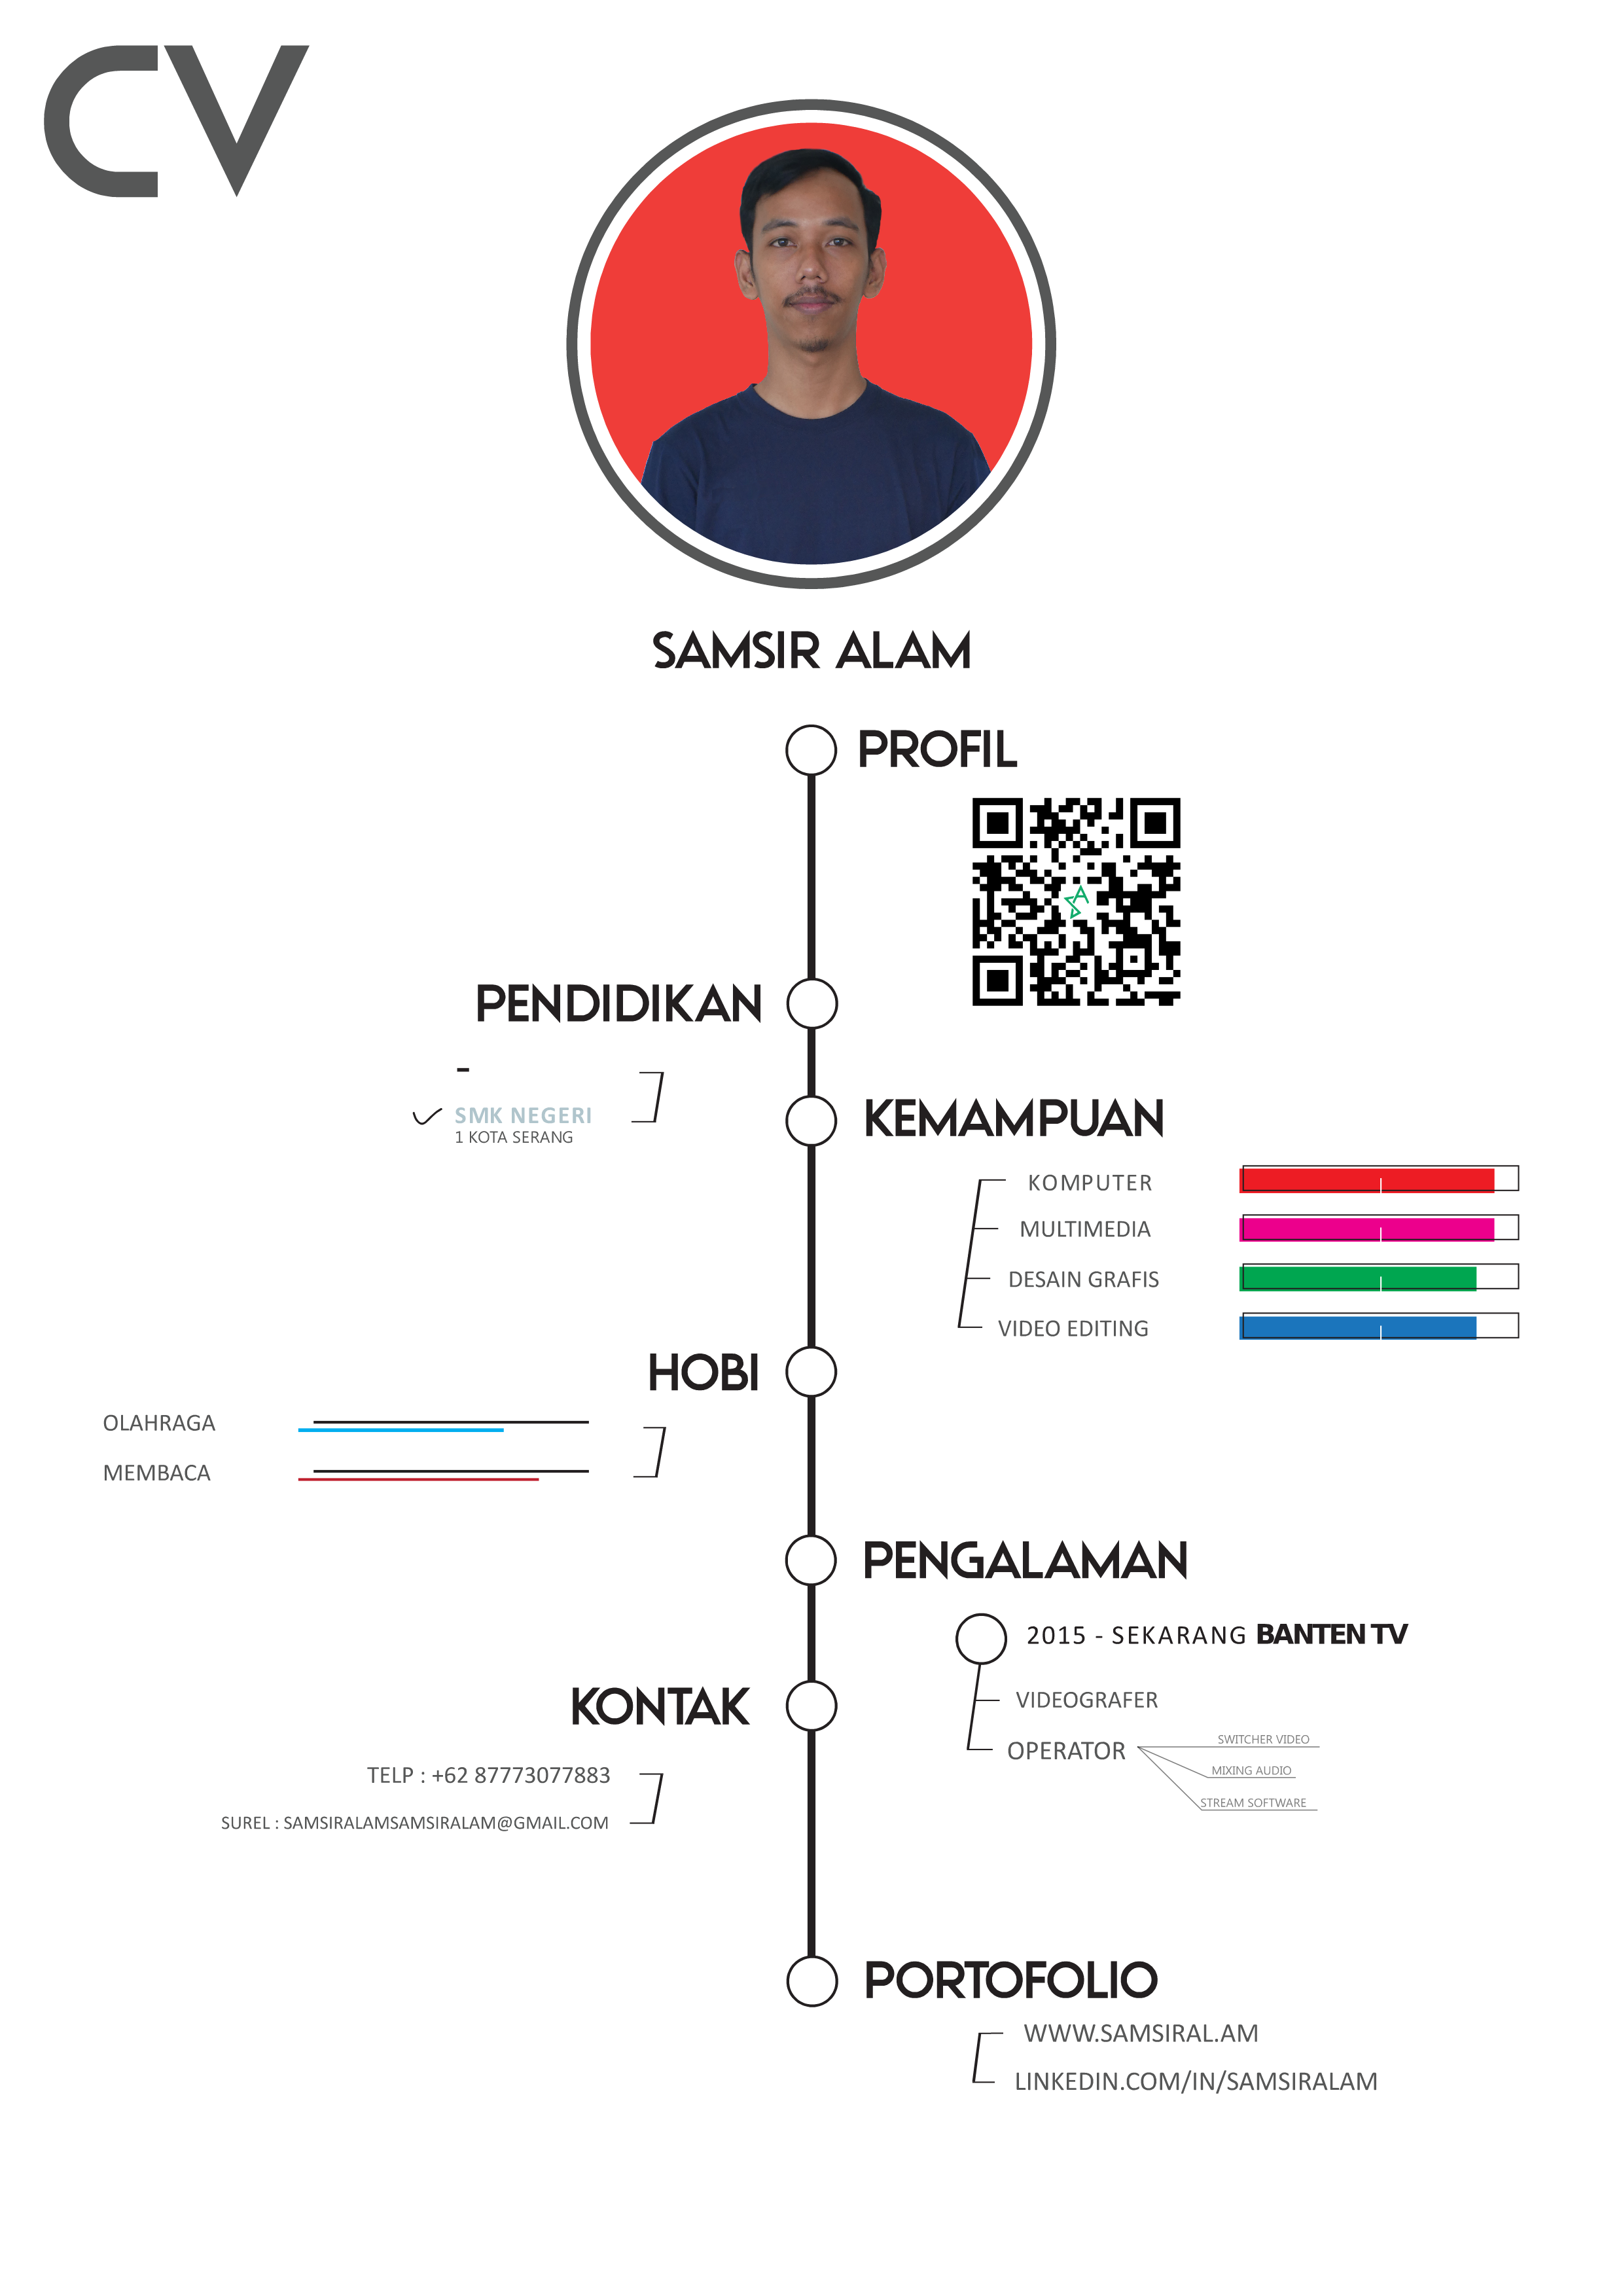 CV
SAMSIR ALAM
PROFIL
PENDIDIKAN
-
SMK NEGERI
1 KOTA SERANG
KEMAMPUAN
KOMPUTER
MULTIMEDIA
DESAIN GRAFIS
VIDEO EDITING
HOBI
OLAHRAGA
MEMBACA
PENGALAMAN
2015 - SEKARANG BANTEN TV
VIDEOGRAFER
OPERATOR
SWITCHER VIDEO
MIXING AUDIO
STREAM SOFTWARE
KONTAK
TELP : +62 87773077883
SUREL : SAMSIRALAMSAMSIRALAM@GMAIL.COM
PORTOFOLIO
WWW.SAMSIRAL.AM
LINKEDIN.COM/IN/SAMSIRALAM